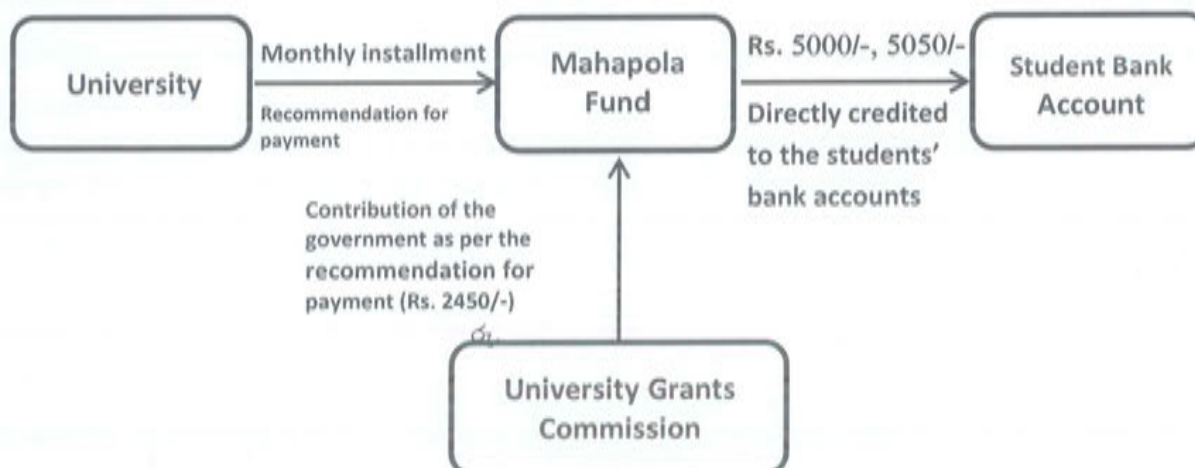 University
Monthly installment
Recommendation for
payment
Mahapola
Fund
Rs. 5000/-, 5050/-
Directly credited
to the students'
bank accounts
Student Bank
Account
Contribution of the
government as per the
recommendation for
payment (Rs. 2450/-)
රු.
University Grants
Commission